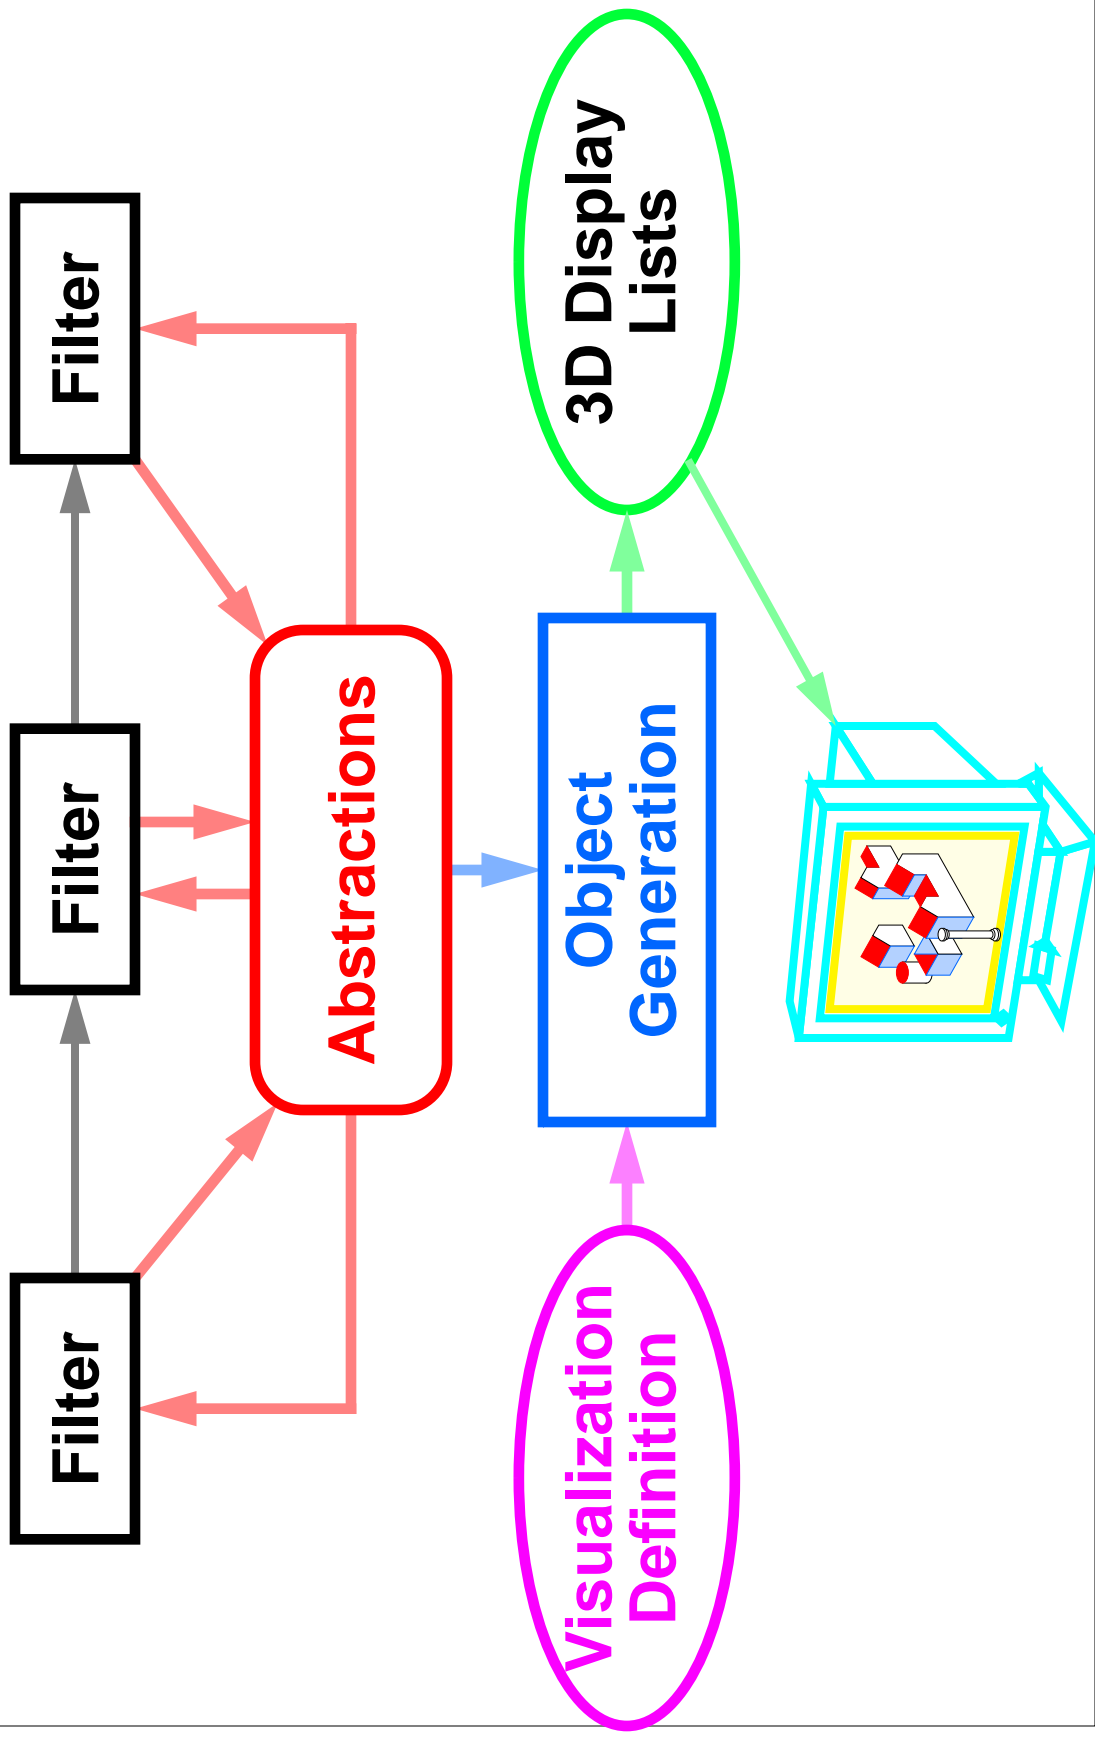 Filter
Filter
Filter
Abstractions
Visualization
Definition
Object
Generation
3D Display
Lists